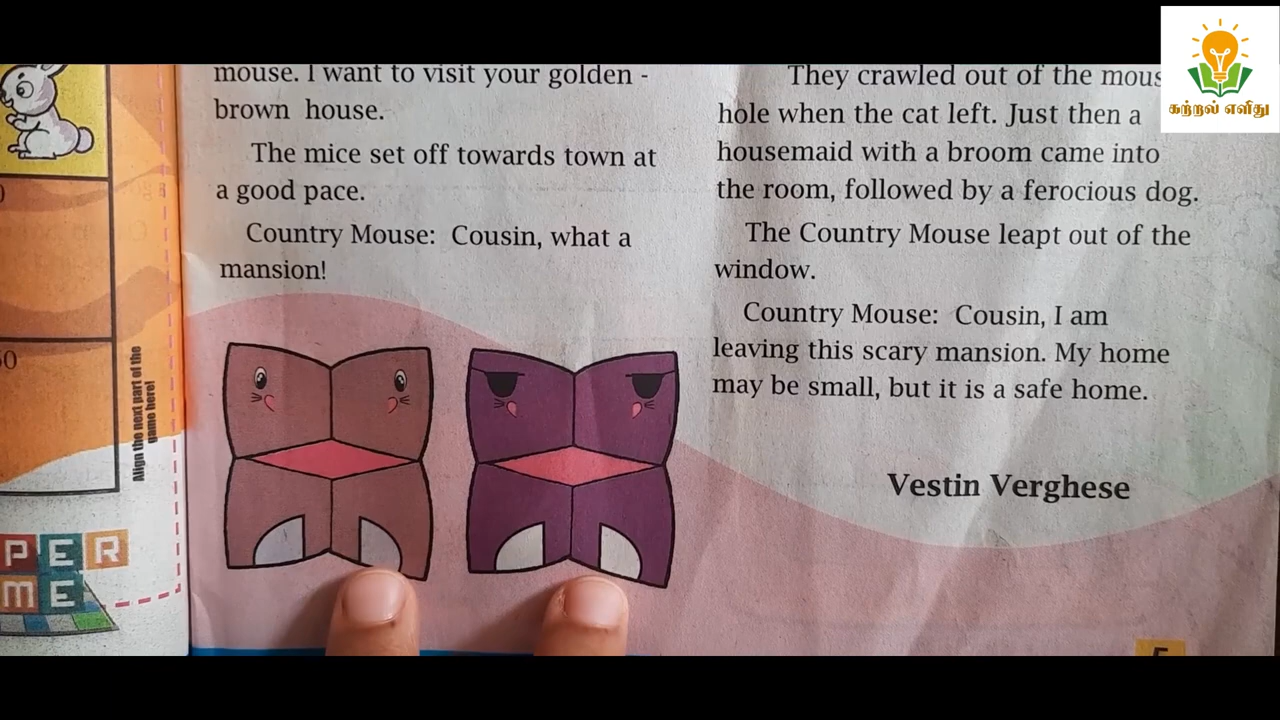 mouse. I want to visit your golden -
brown house.
The mice set off towards town at
a good pace.
Country Mouse: Cousin, what a
mansion!
They crawled out of the
hole when the cat left. Just then a
housemaid with a broom came into
the room, followed by a ferocious dog.
The Country Mouse leapt out of the
window.
Country Mouse: Cousin, I am
leaving this scary mansion. My home
may be small, but it is a safe home.
Vestin Verghese
Align the next part of the
game here!
PER
ME
கற்றல் எளிது